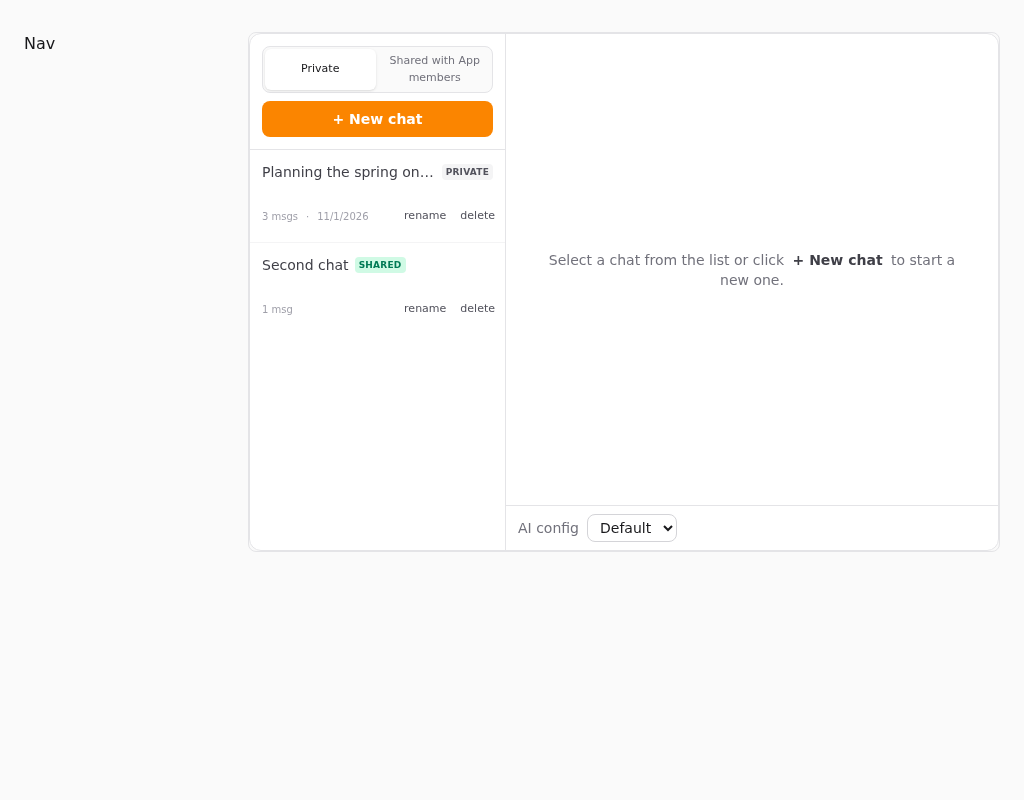 Nav
Private
Shared with App
members
+ New chat
Planning the spring on…
PRIVATE
3 msgs · 11/1/2026
rename
delete
Second chat
SHARED
1 msg
rename
delete
Select a chat from the list or click + New chat to start a
new one.
AI config
Default